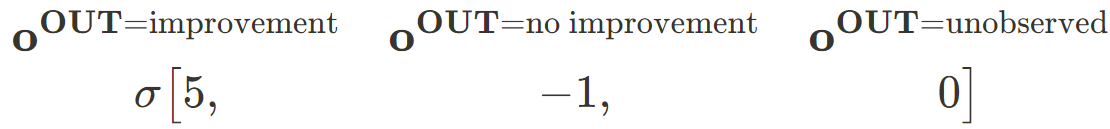 o^OUT=improvement o^OUT=no improvement o^OUT=unobserved
σ[5, −1, 0]